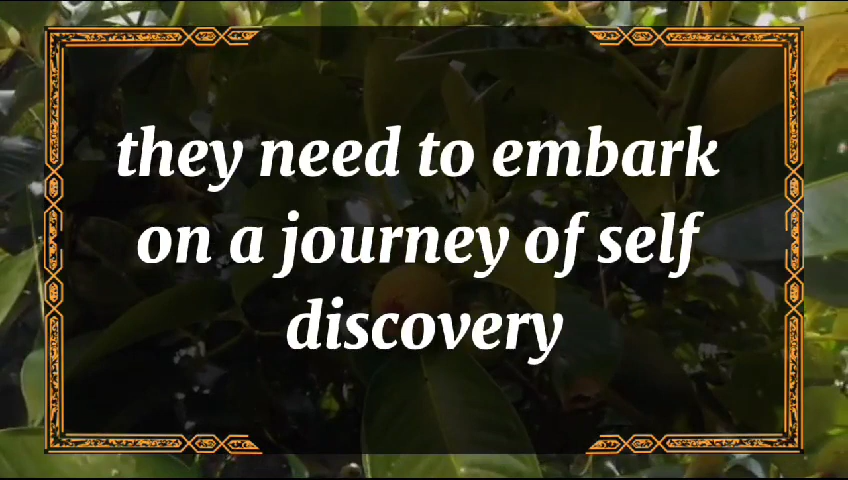 they need to embark
on a journey of self
discovery